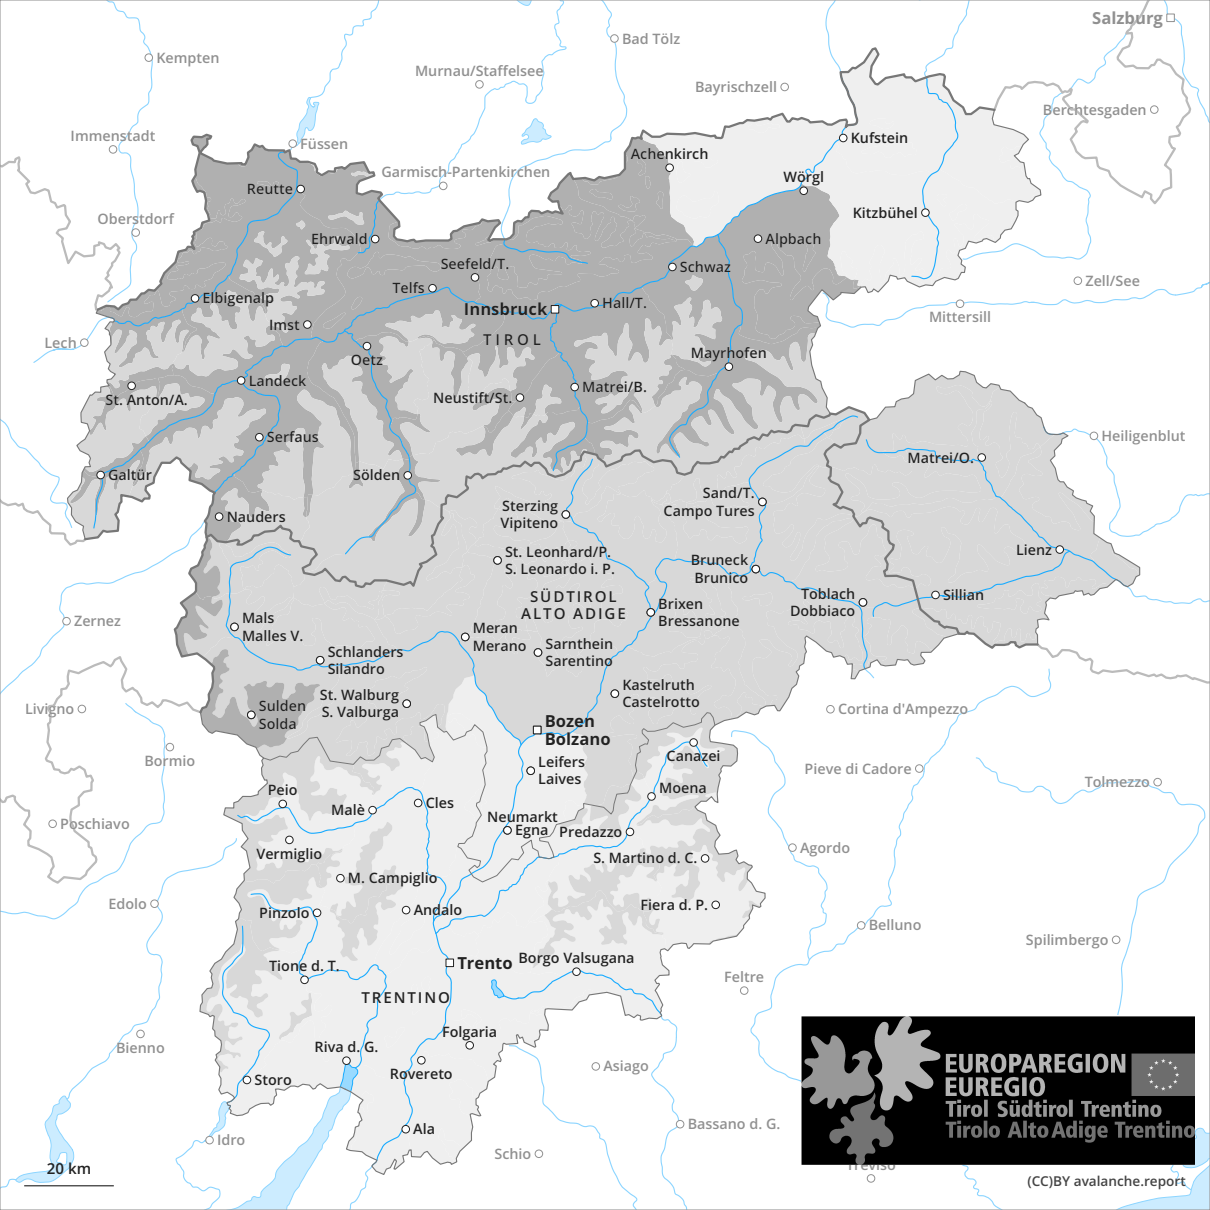 Salzburg
Kempten
Bad Tölz
Murnau/Staffelsee
Bayrischzell
Berchtesgaden
Immenstadt
Füssen
Kufstein
Achenkirch
Garmisch-Partenkirchen
Wörgl
Reutte
Oberstdorf
Kitzbühel
Ehrwald
Alpbach
Seefeld/T.
Schwaz
Zell/See
Telfs
Elbigenalp
Hall/T.
Innsbruck
Mittersill
Imst
TIROL
Lech
Oetz
Mayrhofen
Landeck
Matrei/B.
St. Anton/A.
Neustift/St.
Serfaus
Heiligenblut
Matrei/O.
Galtür
Sölden
Sand/T.
Campo Tures
Sterzing
Vipiteno
Nauders
St. Leonhard/P.
S. Leonardo i. P.
Lienz
Bruneck
Brunico
SÜDTIROL
ALTO ADIGE
Toblach
Dobbiaco
Sillian
Brixen
Bressanone
Zernez
Mals
Malles V.
Meran
Merano
Sarnthein
Sarentino
Schlanders
Silandro
Kastelruth
Castelrotto
St. Walburg
S. Valburga
Sulden
Solda
Livigno
Cortina d'Ampezzo
Bozen
Bolzano
Bormio
Canazei
Leifers
Laives
Pieve di Cadore
Tolmezzo
Peio
Moena
Malè
Cles
Neumarkt
Egna
Predazzo
Poschiavo
Vermiglio
Agordo
S. Martino d. C.
M. Campiglio
Edolo
Pinzolo
Andalo
Fiera d. P.
Belluno
Spilimbergo
Trento
Borgo Valsugana
Tione d. T.
Feltre
TRENTINO
Folgaria
Bienno
Riva d. G.
Rovereto
Storo
Asiago
EUROPAREGION
EUREGIO
Tirol Südtirol Trentino
Tirolo Alto Adige Trentino
Ala
Idro
Bassano d. G.
Schio
Treviso
20 km
(CC)BY avalanche.report